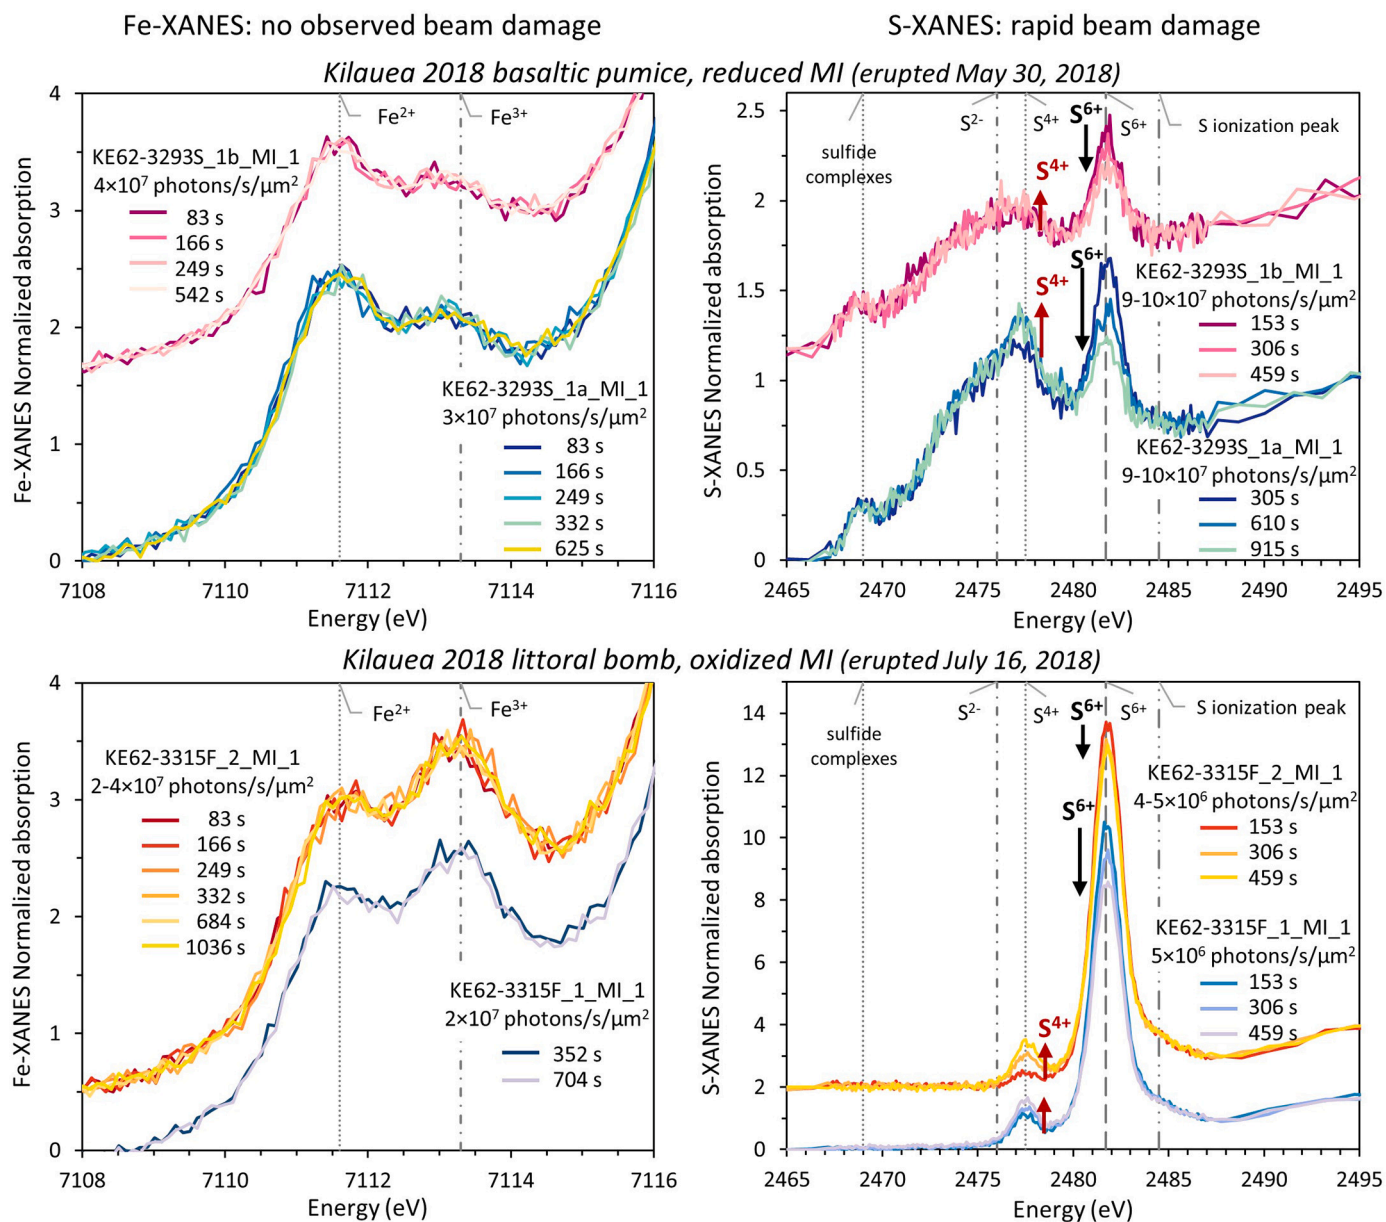 Fe-XANES: no observed beam damage
S-XANES: rapid beam damage
Kilauea 2018 basaltic pumice, reduced MI (erupted May 30, 2018)
Fe-XANES Normalized absorption
4
3
2
1
0
Fe2+
Fe3+
KE62-3293S_1b_MI_1
4×10⁷ photons/s/µm²
83 s
166 s
249 s
542 s
KE62-3293S_1a_MI_1
3×10⁷ photons/s/µm²
83 s
166 s
249 s
332 s
625 s
7108 7110 7112 7114 7116
Energy (eV)
S-XANES Normalized absorption
2.5
2
1.5
1
0.5
0
sulfide
complexes
S2-
S4+
S6+
S6+
S ionization peak
S4+
S6+
S4+
KE62-3293S_1b_MI_1
9-10×10⁷ photons/s/µm²
153 s
306 s
459 s
KE62-3293S_1a_MI_1
9-10×10⁷ photons/s/µm²
305 s
610 s
915 s
2465 2470 2475 2480 2485 2490 2495
Energy (eV)
Kilauea 2018 littoral bomb, oxidized MI (erupted July 16, 2018)
Fe-XANES Normalized absorption
4
3
2
1
0
Fe2+
Fe3+
KE62-3315F_2_MI_1
2-4×10⁷ photons/s/µm²
83 s
166 s
249 s
332 s
684 s
1036 s
KE62-3315F_1_MI_1
2×10⁷ photons/s/µm²
352 s
704 s
7108 7110 7112 7114 7116
Energy (eV)
S-XANES Normalized absorption
14
12
10
8
6
4
2
0
sulfide
complexes
S2-
S4+
S6+
S6+
S ionization peak
S6+
KE62-3315F_2_MI_1
4-5×10⁶ photons/s/µm²
153 s
306 s
459 s
KE62-3315F_1_MI_1
5×10⁶ photons/s/µm²
153 s
306 s
459 s
S4+
2465 2470 2475 2480 2485 2490 2495
Energy (eV)